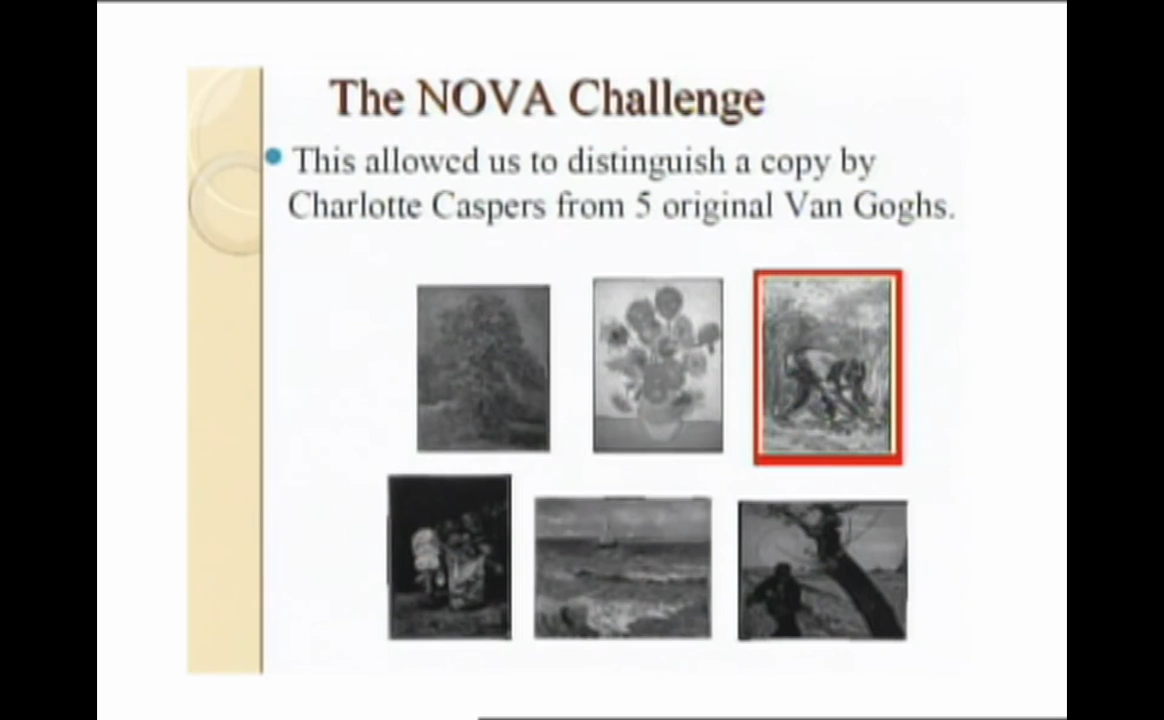 The NOVA Challenge
This allowed us to distinguish a copy by
Charlotte Caspers from 5 original Van Goghs.